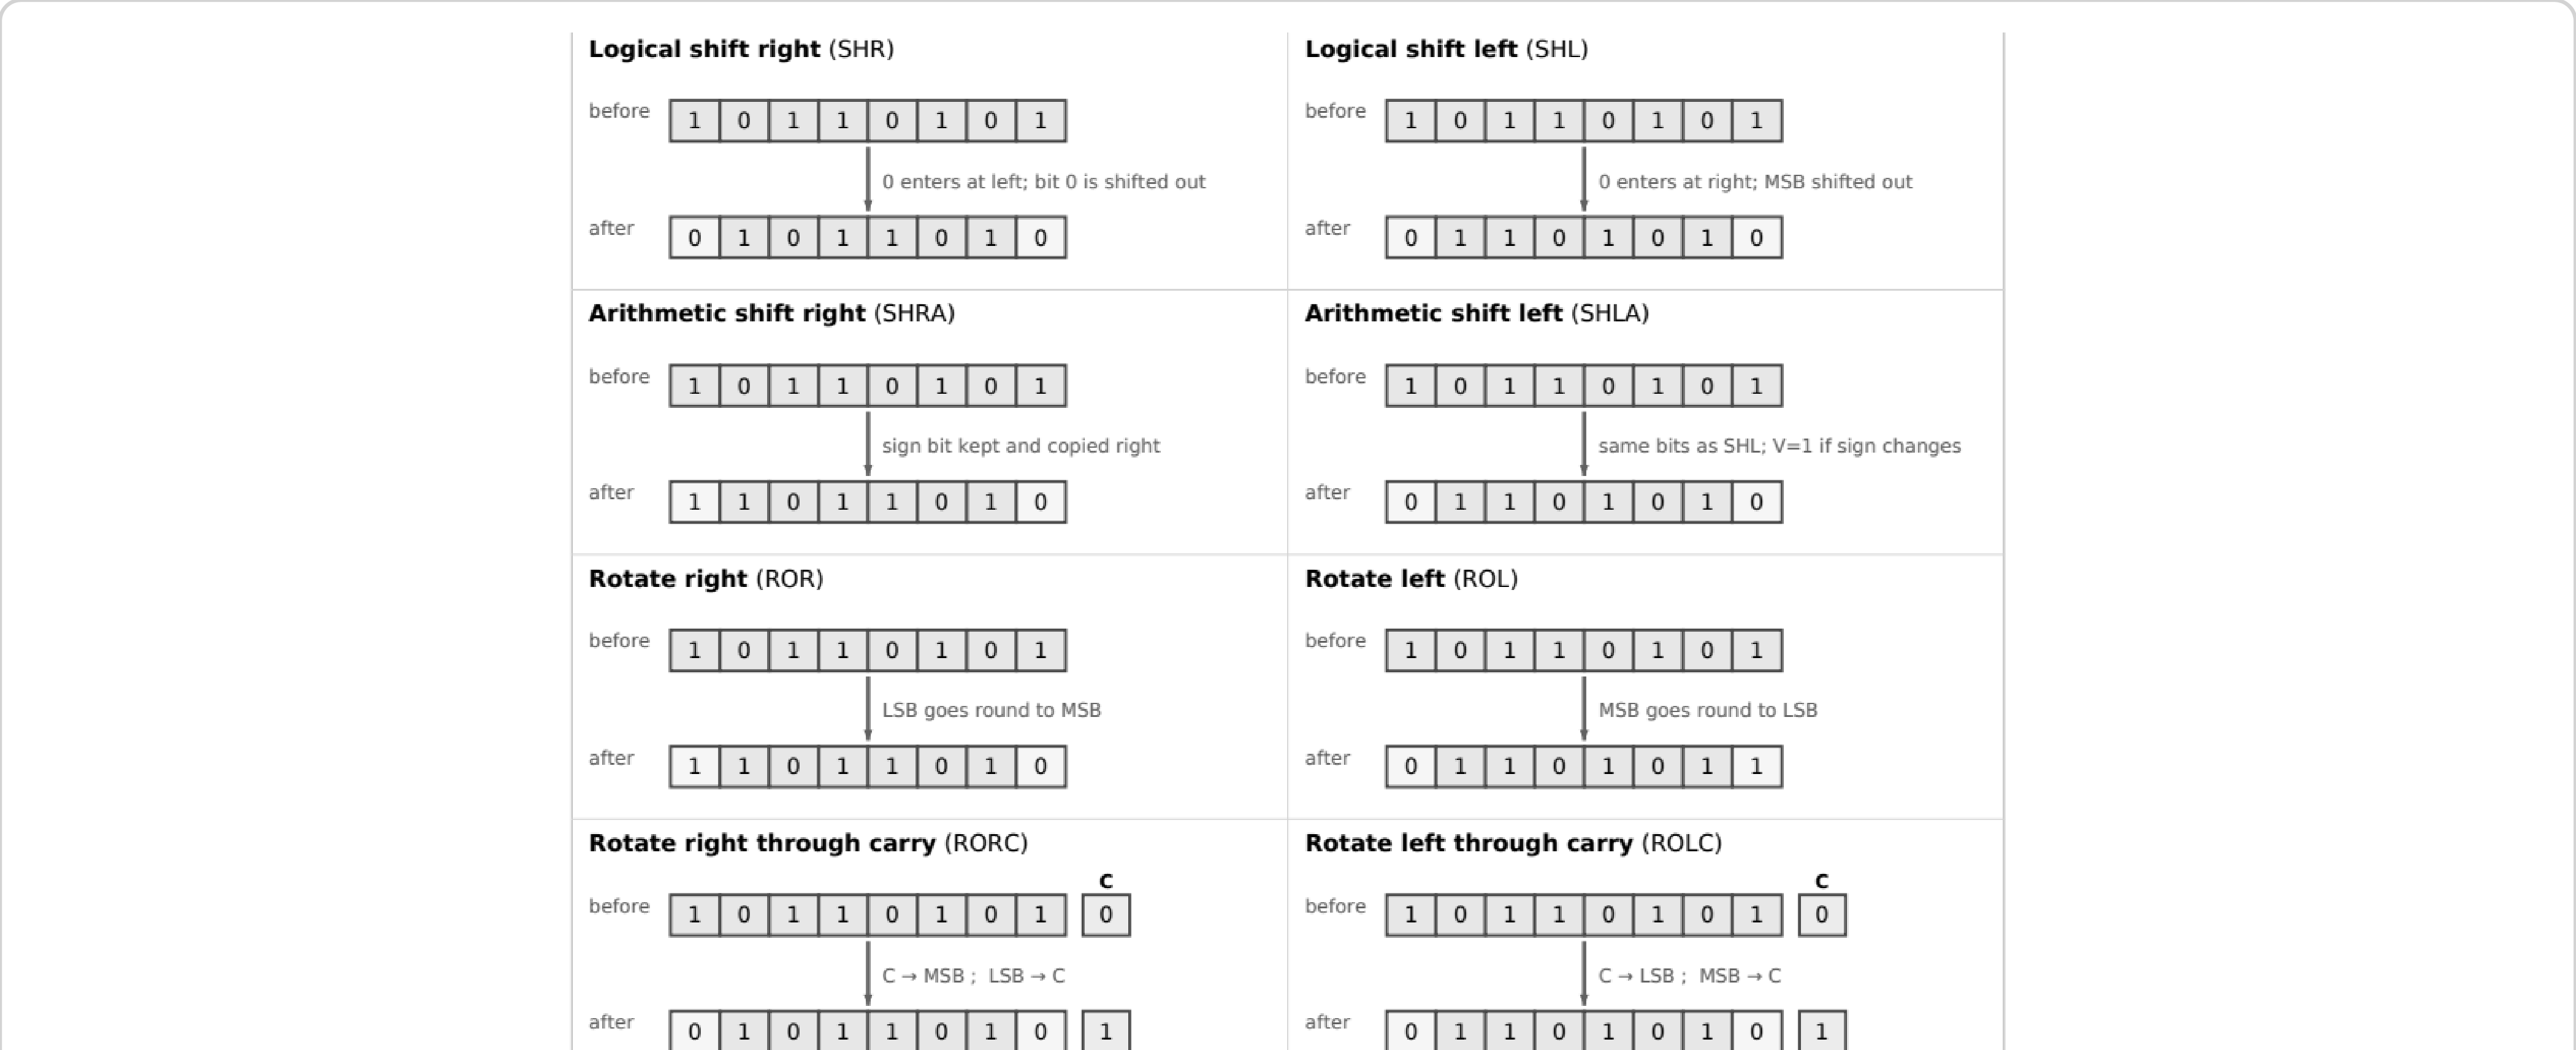 Logical shift right (SHR)
before 1 0 1 1 0 1 0 1
0 enters at left; bit 0 is shifted out
after 0 1 0 1 1 0 1 0
Logical shift left (SHL)
before 1 0 1 1 0 1 0 1
0 enters at right; MSB shifted out
after 0 1 1 0 1 0 1 0
Arithmetic shift right (SHRA)
before 1 0 1 1 0 1 0 1
sign bit kept and copied right
after 1 1 0 1 1 0 1 0
Arithmetic shift left (SHLA)
before 1 0 1 1 0 1 0 1
same bits as SHL; V=1 if sign changes
after 0 1 1 0 1 0 1 0
Rotate right (ROR)
before 1 0 1 1 0 1 0 1
LSB goes round to MSB
after 1 1 0 1 1 0 1 0
Rotate left (ROL)
before 1 0 1 1 0 1 0 1
MSB goes round to LSB
after 0 1 1 0 1 0 1 1
Rotate right through carry (RORC)
C
before 1 0 1 1 0 1 0 1 0
C → MSB ; LSB → C
after 0 1 0 1 1 0 1 0 1
Rotate left through carry (ROLC)
C
before 1 0 1 1 0 1 0 1 0
C → LSB ; MSB → C
after 0 1 1 0 1 0 1 0 1